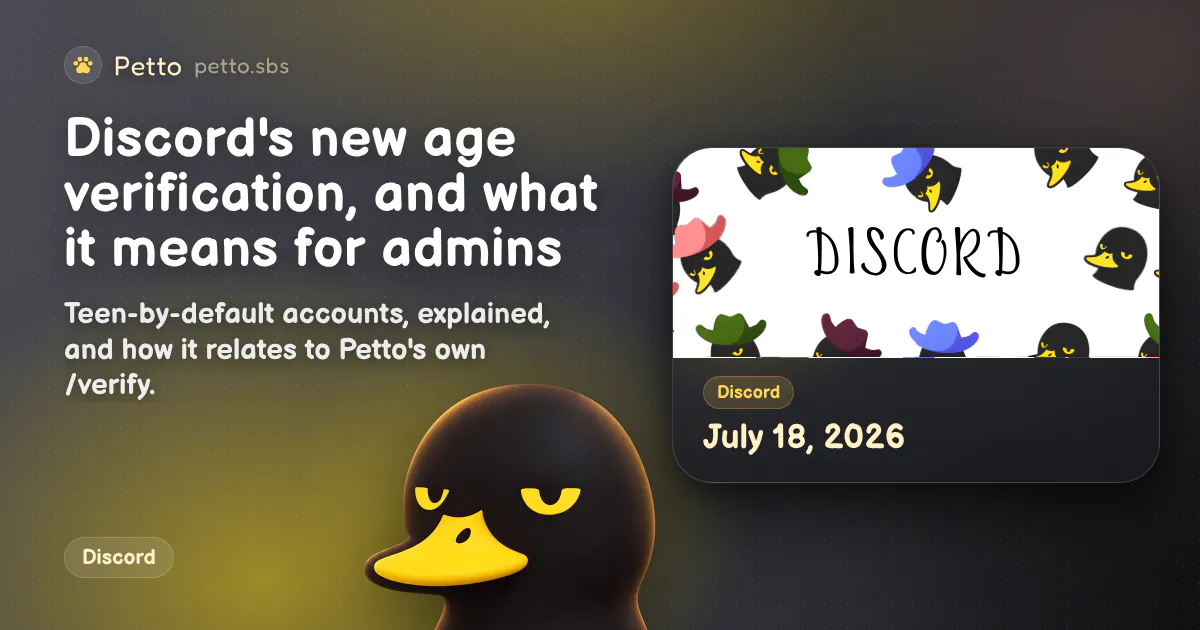 Petto petto.sbs
Discord's new age
verification, and what
it means for admins
Teen-by-default accounts, explained,
and how it relates to Petto's own
/verify.
Discord
DISCORD
Discord
July 18, 2026